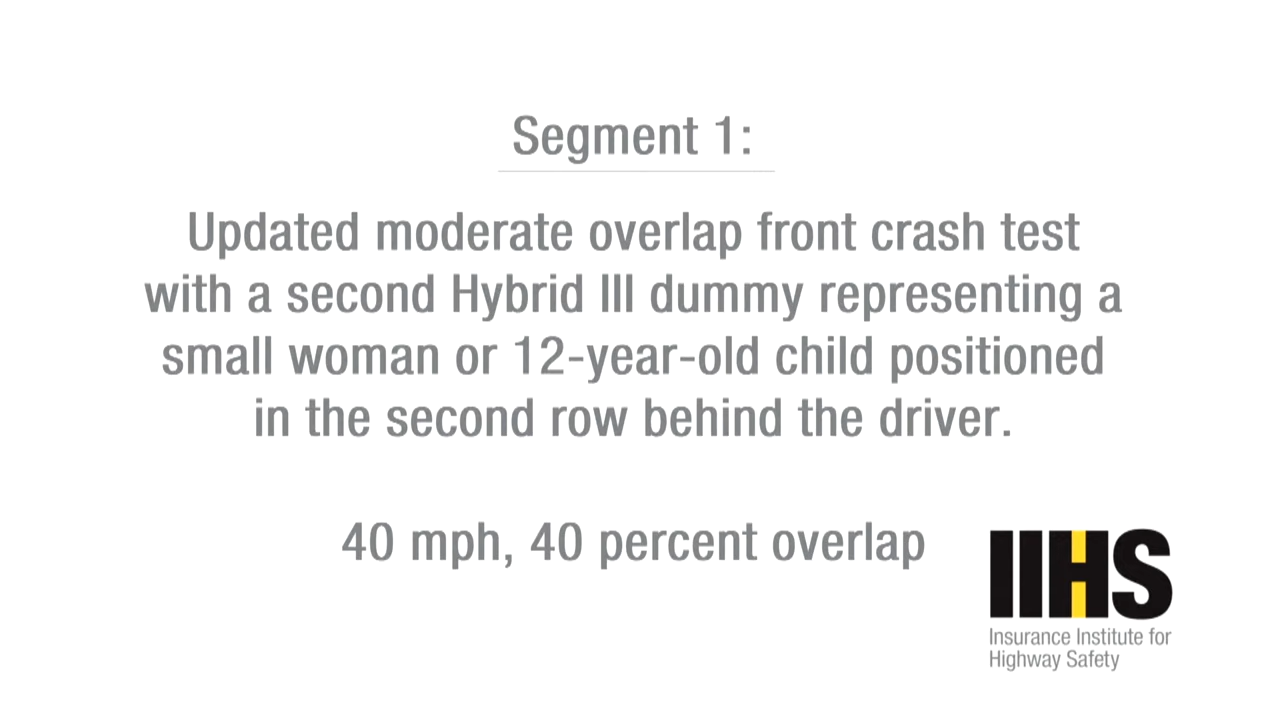 Segment 1:
Updated moderate overlap front crash test
with a second Hybrid III dummy representing a
small woman or 12-year-old child positioned
in the second row behind the driver.
40 mph, 40 percent overlap
IIHS
Insurance Institute for
Highway Safety